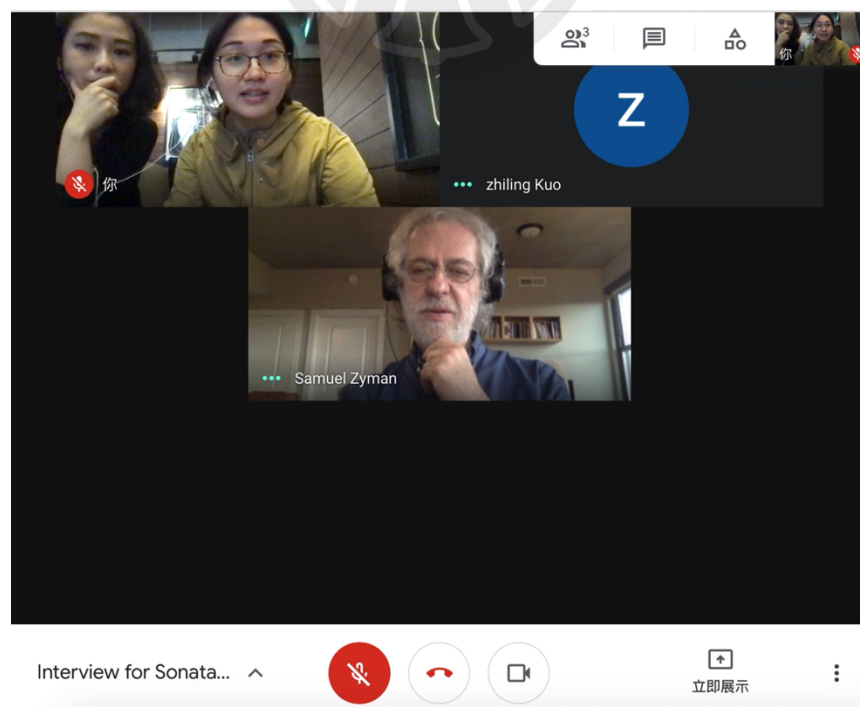 3
你
你
Z
zhiling Kuo
Samuel Zyman
Interview for Sonata...
立即展示